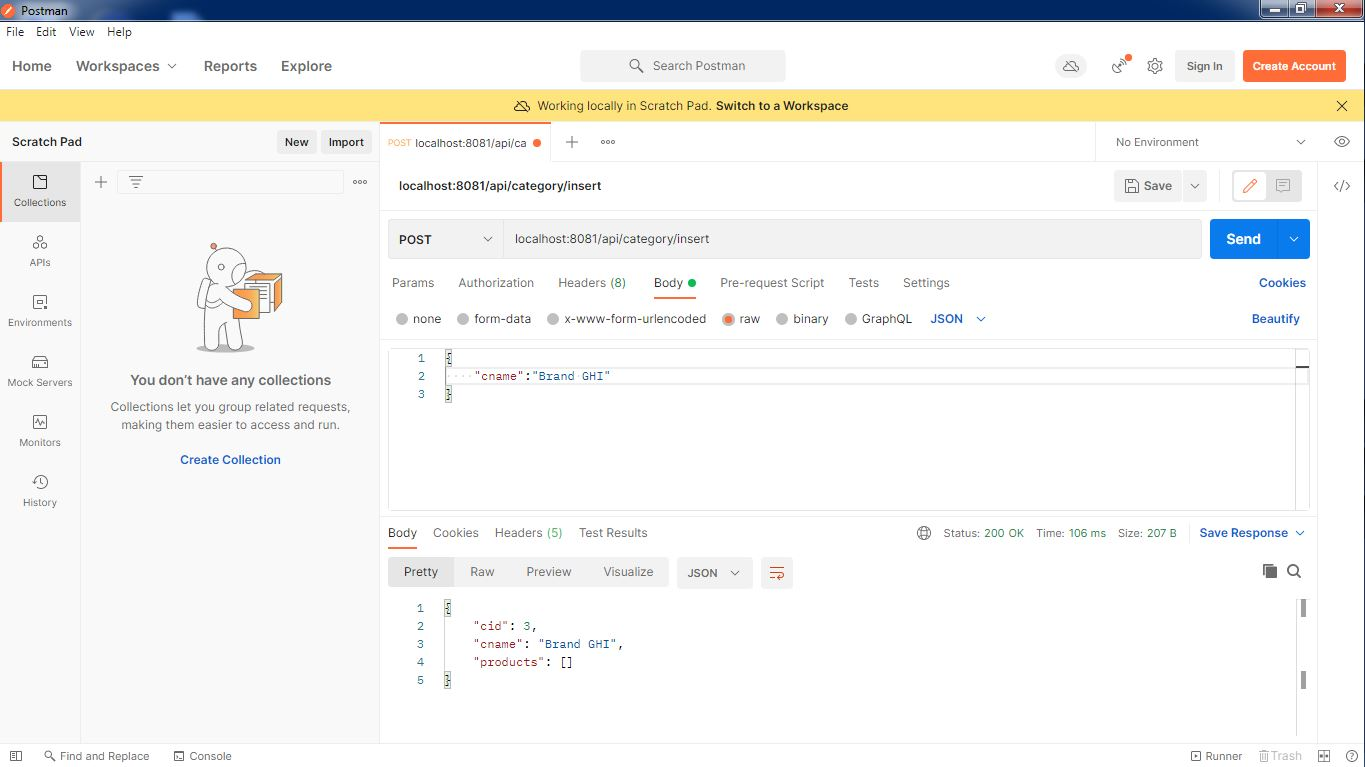 Postman
File Edit View Help
Home Workspaces Reports Explore Search Postman Sign In Create Account
Working locally in Scratch Pad. Switch to a Workspace
Scratch Pad New Import POST localhost:8081/api/ca No Environment
Collections
APIs
Environments
Mock Servers
Monitors
History
You don't have any collections
Collections let you group related requests,
making them easier to access and run.
Create Collection
localhost:8081/api/category/insert Save
POST localhost:8081/api/category/insert Send
Params Authorization Headers (8) Body Pre-request Script Tests Settings Cookies
none form-data x-www-form-urlencoded raw binary GraphQL JSON Beautify
1 {
2 "cname":"Brand GHI"
3 }
Body Cookies Headers (5) Test Results Status: 200 OK Time: 106 ms Size: 207 B Save Response
Pretty Raw Preview Visualize JSON
1 {
2 "cid": 3,
3 "cname": "Brand GHI",
4 "products": []
5 }
Find and Replace Console Runner Trash